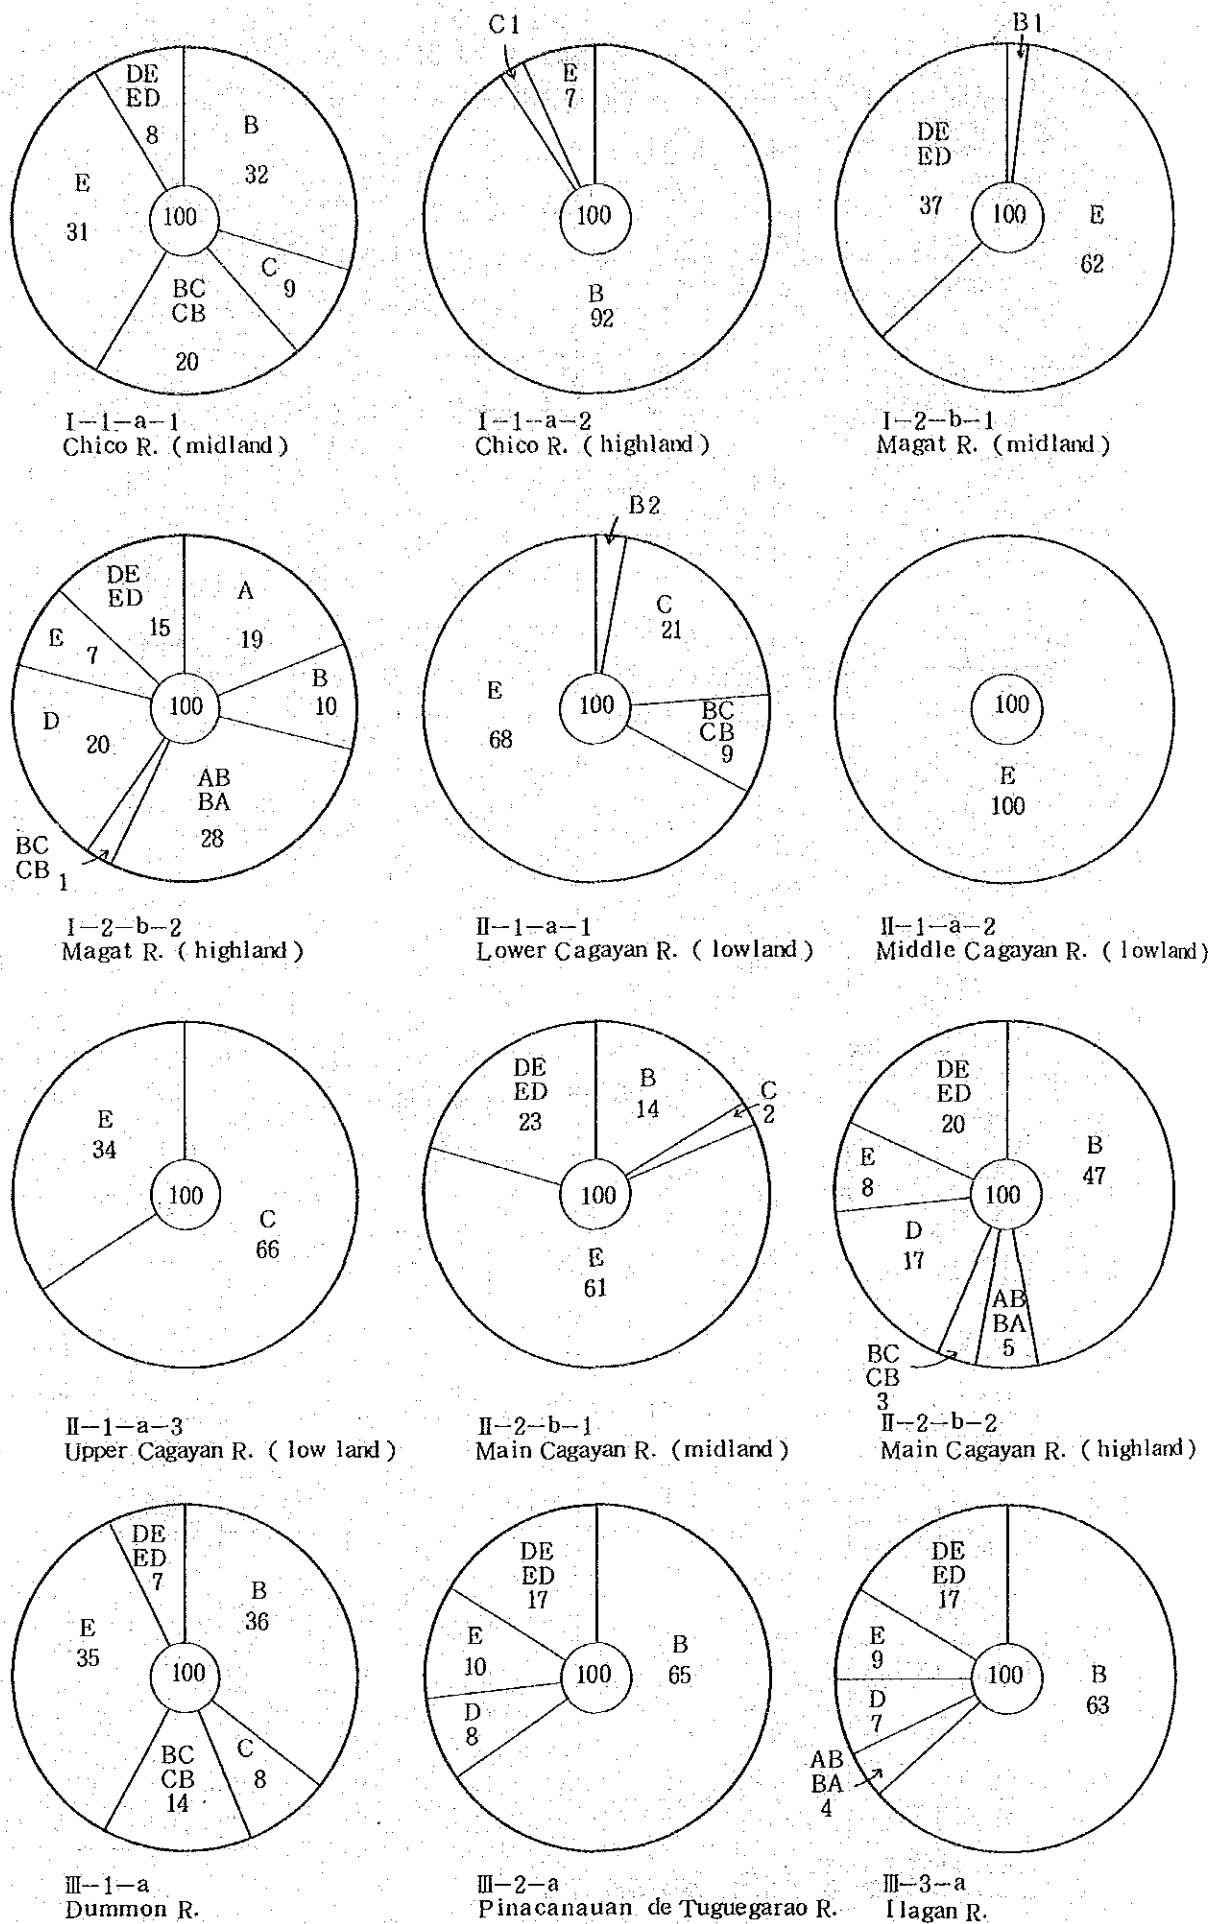 C1
B1
DE
ED
8
B
32
E
31
100
C
9
BC
CB
20
E
7
100
B
92
DE
ED
37
100
E
62
I-1-a-1
Chico R. (midland)
I-1-a-2
Chico R. (highland)
I-2-b-1
Magat R. (midland)
B2
DE
ED
15
A
19
E
7
B
10
100
D
20
AB
BA
28
BC
CB 1
C
21
E
68
100
BC
CB
9
100
E
100
I-2-b-2
Magat R. (highland)
II-1-a-1
Lower Cagayan R. (lowland)
II-1-a-2
Middle Cagayan R. (lowland)
E
34
100
C
66
DE
ED
23
B
14
C
2
100
E
61
DE
ED
20
B
47
E
8
100
D
17
AB
BA
5
BC
CB
3
II-1-a-3
Upper Cagayan R. (low land)
II-2-b-1
Main Cagayan R. (midland)
II-2-b-2
Main Cagayan R. (highland)
DE
ED
7
B
36
E
35
100
BC
CB
14
C
8
DE
ED
17
E
10
100
B
65
D
8
DE
ED
17
E
9
100
B
63
D
7
AB
BA
4
III-1-a
Dummon R.
III-2-a
Pinacanauan de Tuguegarao R.
III-3-a
Ilagan R.